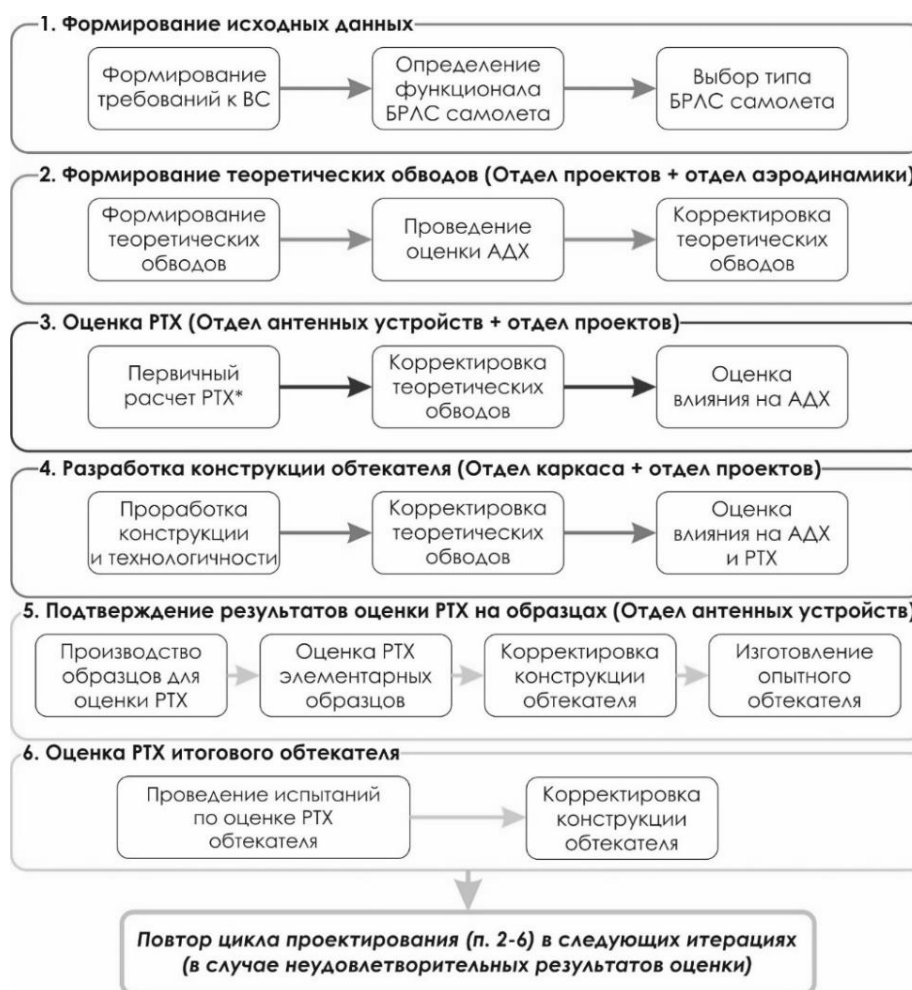 1. Формирование исходных данных
Формирование
требований к ВС
Определение
функционала
БРЛС самолета
Выбор типа
БРЛС самолета
2. Формирование теоретических обводов (Отдел проектов + отдел аэродинамики)
Формирование
теоретических
обводов
Проведение
оценки АДХ
Корректировка
теоретических
обводов
3. Оценка РТХ (Отдел антенных устройств + отдел проектов)
Первичный
расчет РТХ*
Корректировка
теоретических
обводов
Оценка
влияния на АДХ
4. Разработка конструкции обтекателя (Отдел каркаса + отдел проектов)
Проработка
конструкции
и технологичности
Корректировка
теоретических
обводов
Оценка
влияния на АДХ
и РТХ
5. Подтверждение результатов оценки РТХ на образцах (Отдел антенных устройств)
Производство
образцов для
оценки РТХ
Оценка РТХ
элементарных
образцов
Корректировка
конструкции
обтекателя
Изготовление
опытного
обтекателя
6. Оценка РТХ итогового обтекателя
Проведение испытаний
по оценке РТХ
обтекателя
Корректировка
конструкции
обтекателя
Повтор цикла проектирования (п. 2-6) в следующих итерациях
(в случае неудовлетворительных результатов оценки)